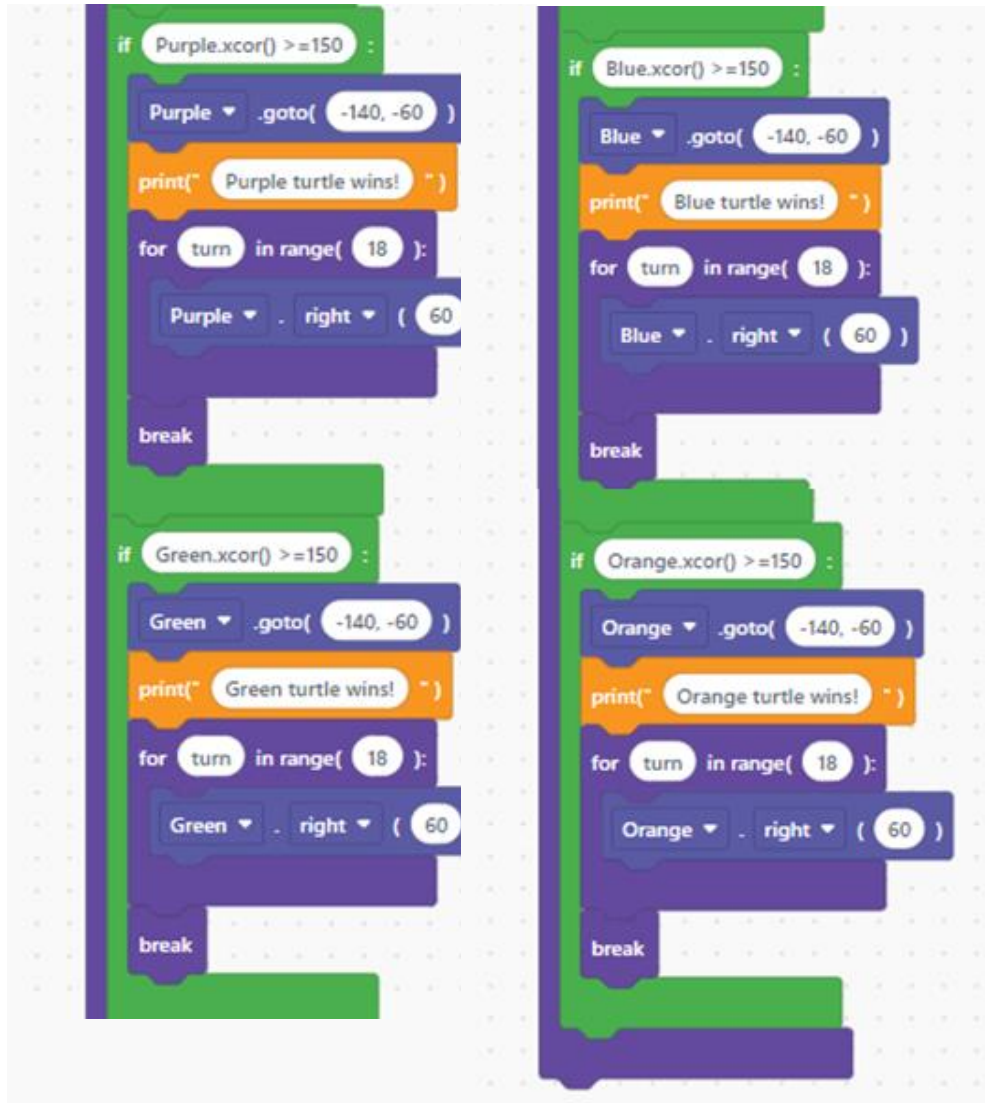 if Purple.xcor() >=150 :
Purple .goto( -140, -60 )
print(" Purple turtle wins! ")
for turn in range( 18 ):
Purple . right ( 60
break
if Green.xcor() >=150 :
Green .goto( -140, -60 )
print(" Green turtle wins! ")
for turn in range( 18 ):
Green . right ( 60
break
if Blue.xcor() >=150 :
Blue .goto( -140, -60 )
print(" Blue turtle wins! ")
for turn in range( 18 ):
Blue . right ( 60 )
break
if Orange.xcor() >=150 :
Orange .goto( -140, -60 )
print(" Orange turtle wins! ")
for turn in range( 18 ):
Orange . right ( 60 )
break